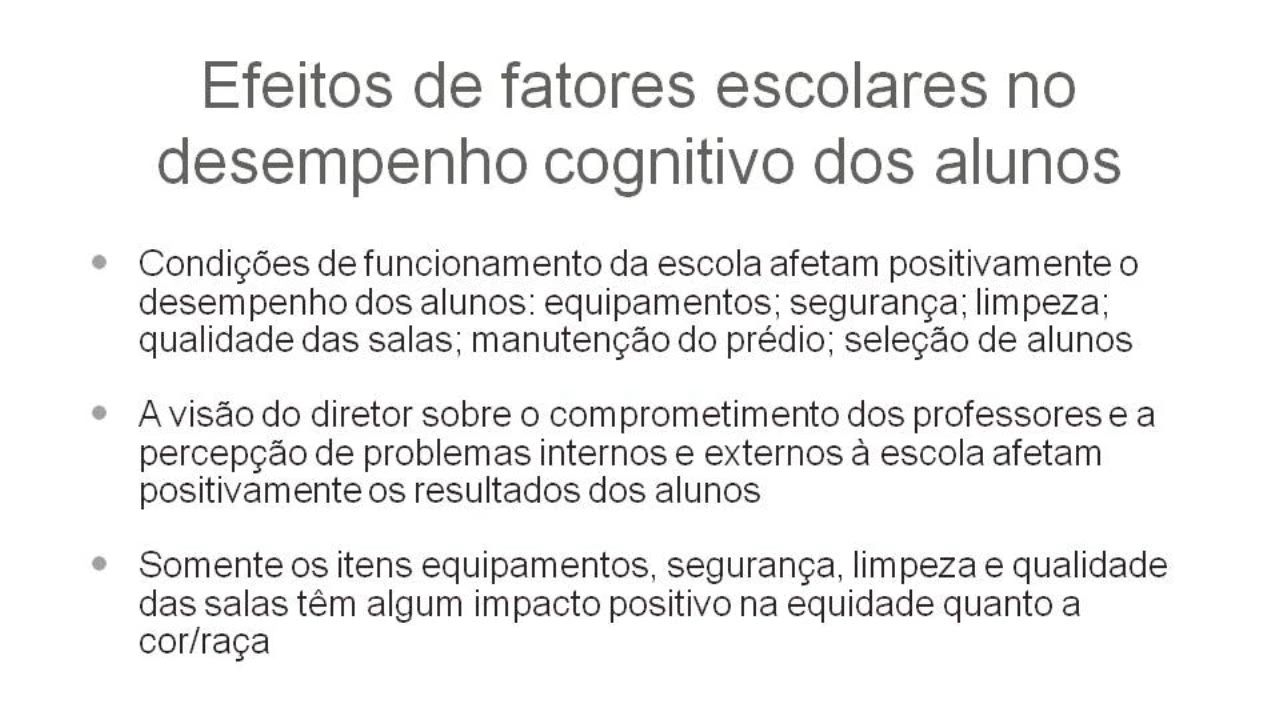 Efeitos de fatores escolares no
desempenho cognitivo dos alunos
• Condições de funcionamento da escola afetam positivamente o
desempenho dos alunos: equipamentos; segurança; limpeza;
qualidade das salas; manutenção do prédio; seleção de alunos
• A visão do diretor sobre o comprometimento dos professores e a
percepção de problemas internos e externos à escola afetam
positivamente os resultados dos alunos
• Somente os itens equipamentos, segurança, limpeza e qualidade
das salas têm algum impacto positivo na equidade quanto a
cor/raça